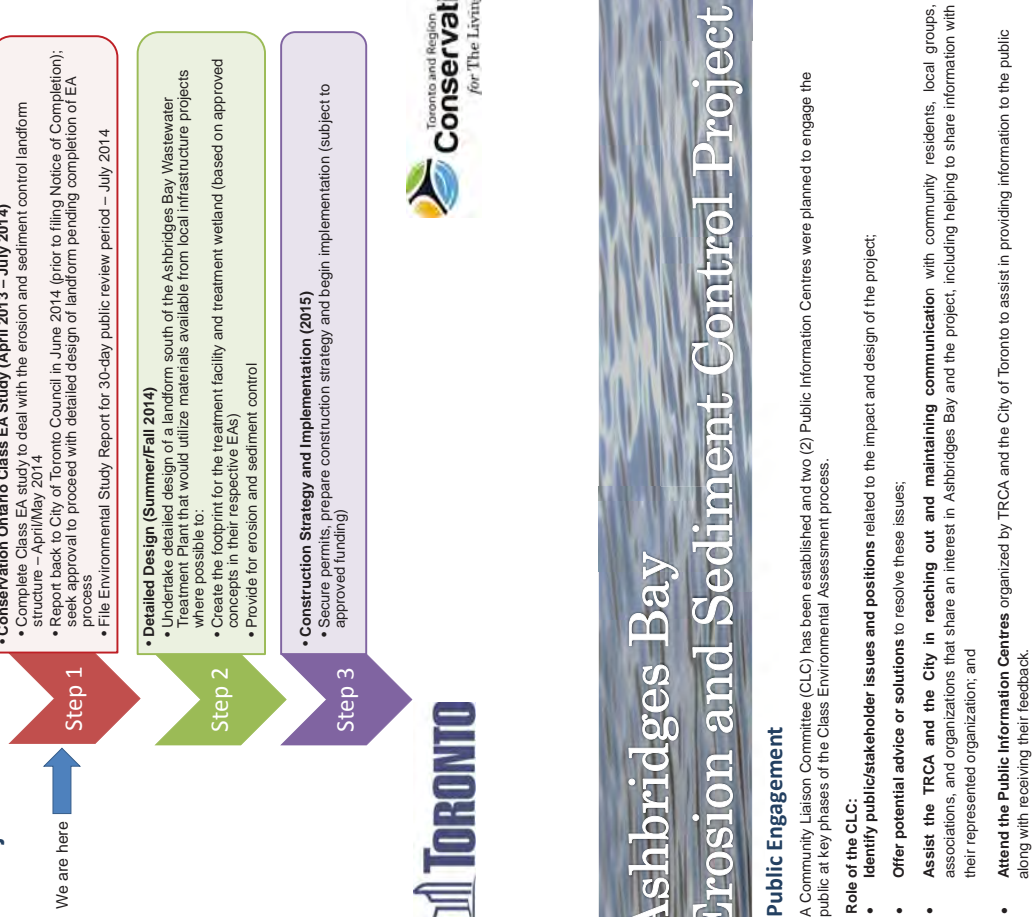 Conservation Ontario Class EA Study (April 2013 – July 2014)
• Complete Class EA study to deal with the erosion and sediment control landform
structure – April/May 2014
• Report back to City of Toronto Council in June 2014 (prior to filing Notice of Completion);
seek approval to proceed with detailed design of landform pending completion of EA
process
• File Environmental Study Report for 30-day public review period – July 2014
We are here
Step 1
• Detailed Design (Summer/Fall 2014)
• Undertake detailed design of a landform south of the Ashbridges Bay Wastewater
Treatment Plant that would utilize materials available from local infrastructure projects
where possible to:
• Create the footprint for the treatment facility and treatment wetland (based on approved
concepts in their respective EAs)
• Provide for erosion and sediment control
Step 2
• Construction Strategy and Implementation (2015)
• Secure permits, prepare construction strategy and begin implementation (subject to
approved funding)
Step 3
TORONTO
Toronto and Region
Conservati
for The Livin
Ashbridges Bay
Erosion and Sediment Control Project
Public Engagement
A Community Liaison Committee (CLC) has been established and two (2) Public Information Centres were planned to engage the
public at key phases of the Class Environmental Assessment process.
Role of the CLC:
• Identify public/stakeholder issues and positions related to the impact and design of the project;
• Offer potential advice or solutions to resolve these issues;
• Assist the TRCA and the City in reaching out and maintaining communication with community residents, local groups,
associations, and organizations that share an interest in Ashbridges Bay and the project, including helping to share information with
their represented organization; and
• Attend the Public Information Centres organized by TRCA and the City of Toronto to assist in providing information to the public
along with receiving their feedback.